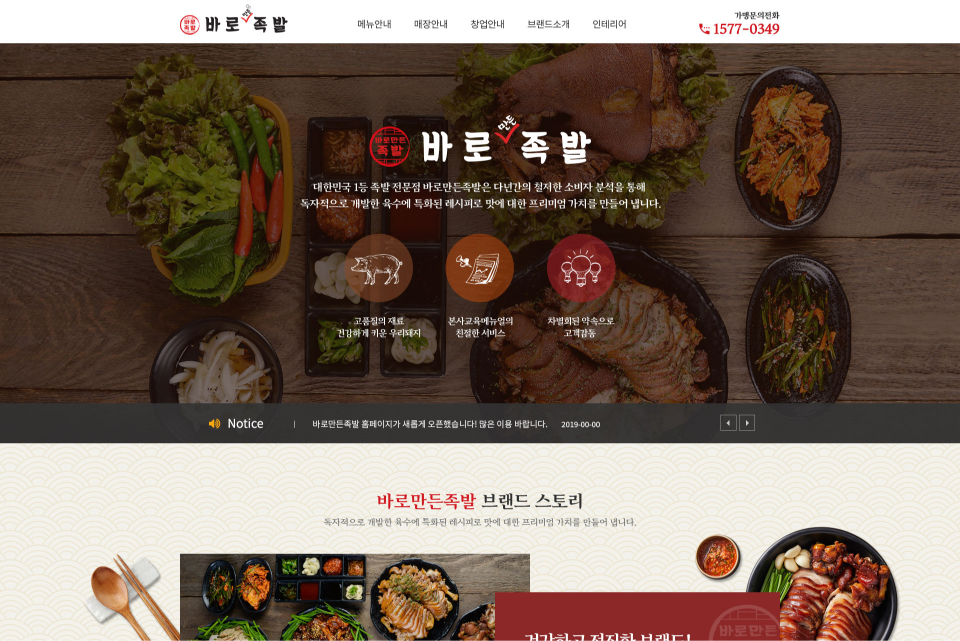 바로만든
족발
바로만든족발
메뉴안내
매장안내
창업안내
브랜드소개
인테리어
가맹문의전화
1577-0349
바로만든
족발
바로만든족발
대한민국 1등 족발 전문점 바로만든족발은 다년간의 철저한 소비자 분석을 통해
독자적으로 개발한 육수에 특화된 레시피로 맛에 대한 프리미엄 가치를 만들어 냅니다.
고품질의 재료
건강하게 키운 우리돼지
본사교육메뉴얼의
친절한 서비스
차별화된 약속으로
고객감동
Notice
바로만든족발 홈페이지가 새롭게 오픈했습니다! 많은 이용 바랍니다.
2019-00-00
바로만든족발 브랜드 스토리
독자적으로 개발한 육수에 특화된 레시피로 맛에 대한 프리미엄 가치를 만들어 냅니다.
바로만든
건강하고 정직한 브랜드!